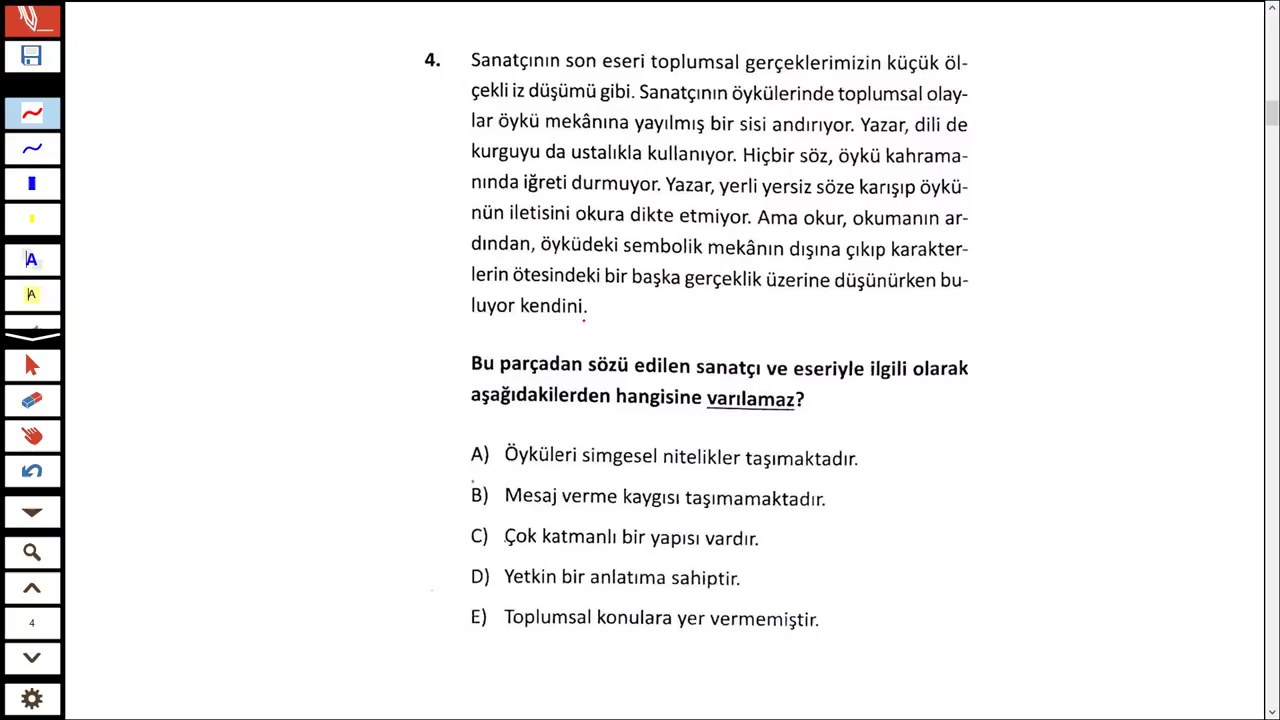 4. Sanatçının son eseri toplumsal gerçeklerimizin küçük öl-
çekli iz düşümü gibi. Sanatçının öykülerinde toplumsal olay-
lar öykü mekânına yayılmış bir sisi andırıyor. Yazar, dili de
kurguyu da ustalıkla kullanıyor. Hiçbir söz, öykü kahrama-
nında iğreti durmuyor. Yazar, yerli yersiz söze karışıp öykü-
nün iletisini okura dikte etmiyor. Ama okur, okumanın ar-
dından, öyküdeki sembolik mekânın dışına çıkıp karakter-
lerin ötesindeki bir başka gerçeklik üzerine düşünürken bu-
luyor kendini.
Bu parçadan sözü edilen sanatçı ve eseriyle ilgili olarak
aşağıdakilerden hangisine varılamaz?
A) Öyküleri simgesel nitelikler taşımaktadır.
B) Mesaj verme kaygısı taşımamaktadır.
C) Çok katmanlı bir yapısı vardır.
D) Yetkin bir anlatıma sahiptir.
E) Toplumsal konulara yer vermemiştir.
A
A
4